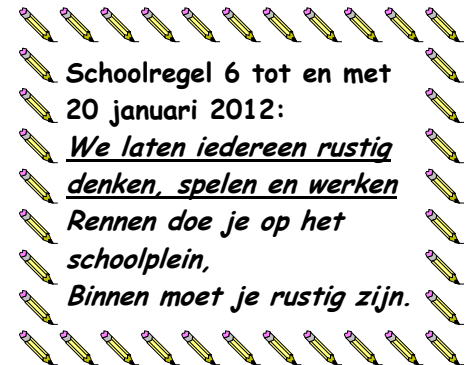 Schoolregel 6 tot en met
20 januari 2012:
We laten iedereen rustig
denken, spelen en werken
Rennen doe je op het
schoolplein,
Binnen moet je rustig zijn.